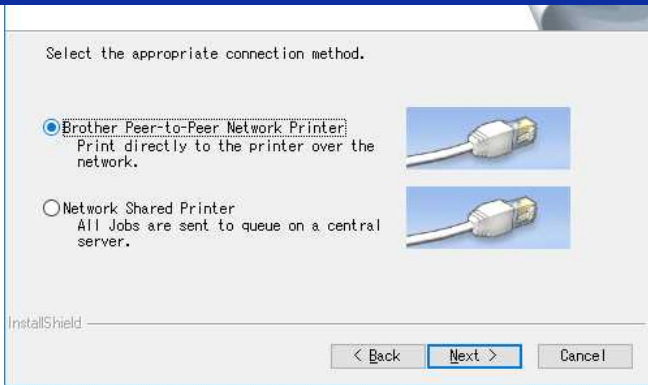 Select the appropriate connection method.
Brother Peer-to-Peer Network Printer
Print directly to the printer over the
network.
Network Shared Printer
All Jobs are sent to queue on a central
server.
InstallShield
< Back Next > Cancel